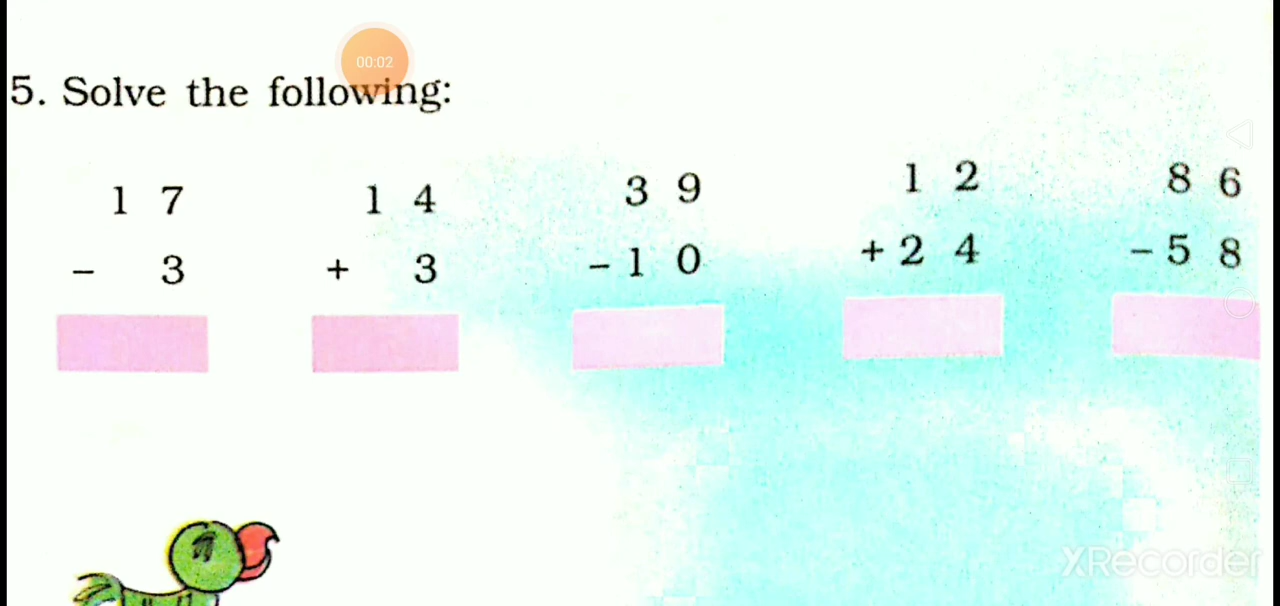 00:02
5. Solve the following:
1 7 1 4 3 9 1 2 8 6
- 3 + 3 - 1 0 + 2 4 - 5 8
XRecorder